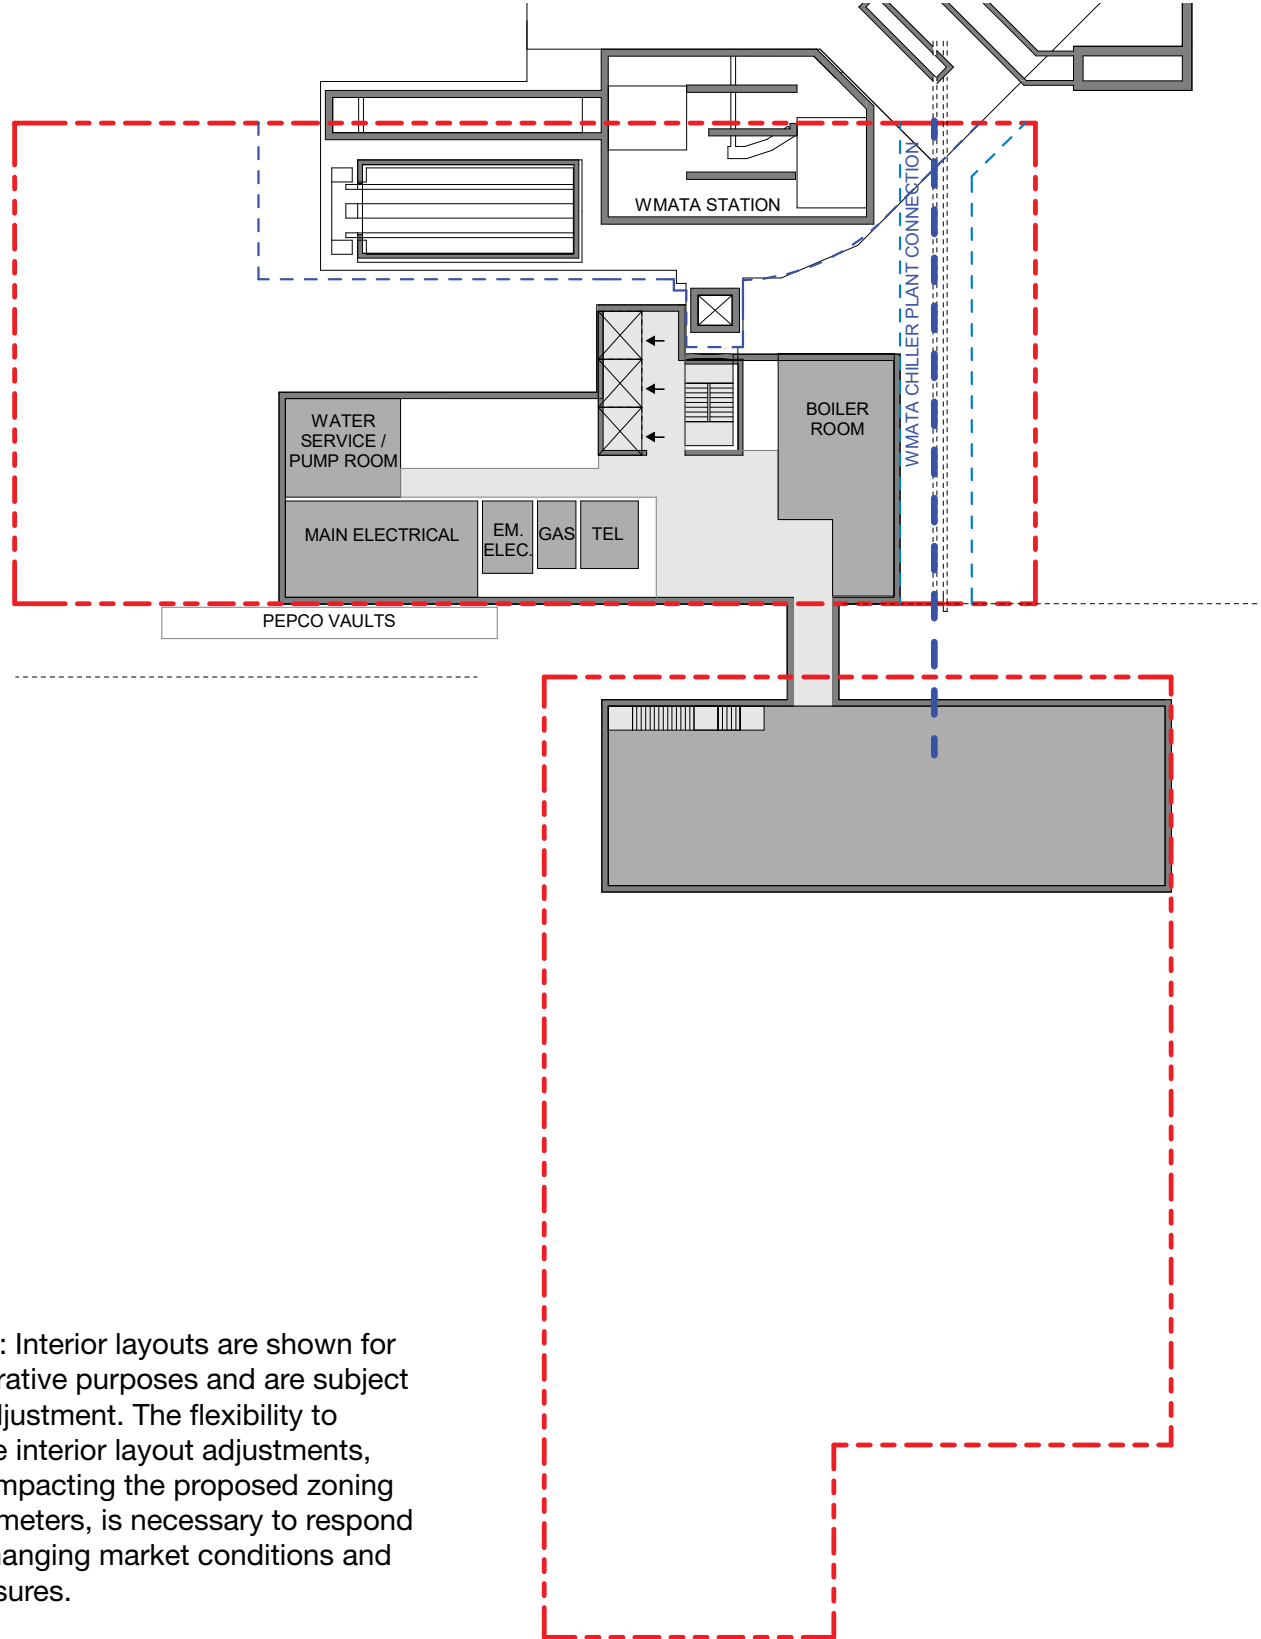 WMATA STATION
WMATA CHILLER PLANT CONNECTION
WATER
SERVICE /
PUMP ROOM
BOILER
ROOM
MAIN ELECTRICAL
EM.
ELEC.
GAS
TEL
PEPCO VAULTS
: Interior layouts are shown for
rative purposes and are subject
djustment. The flexibility to
e interior layout adjustments,
mpacting the proposed zoning
meters, is necessary to respond
hanging market conditions and
sures.